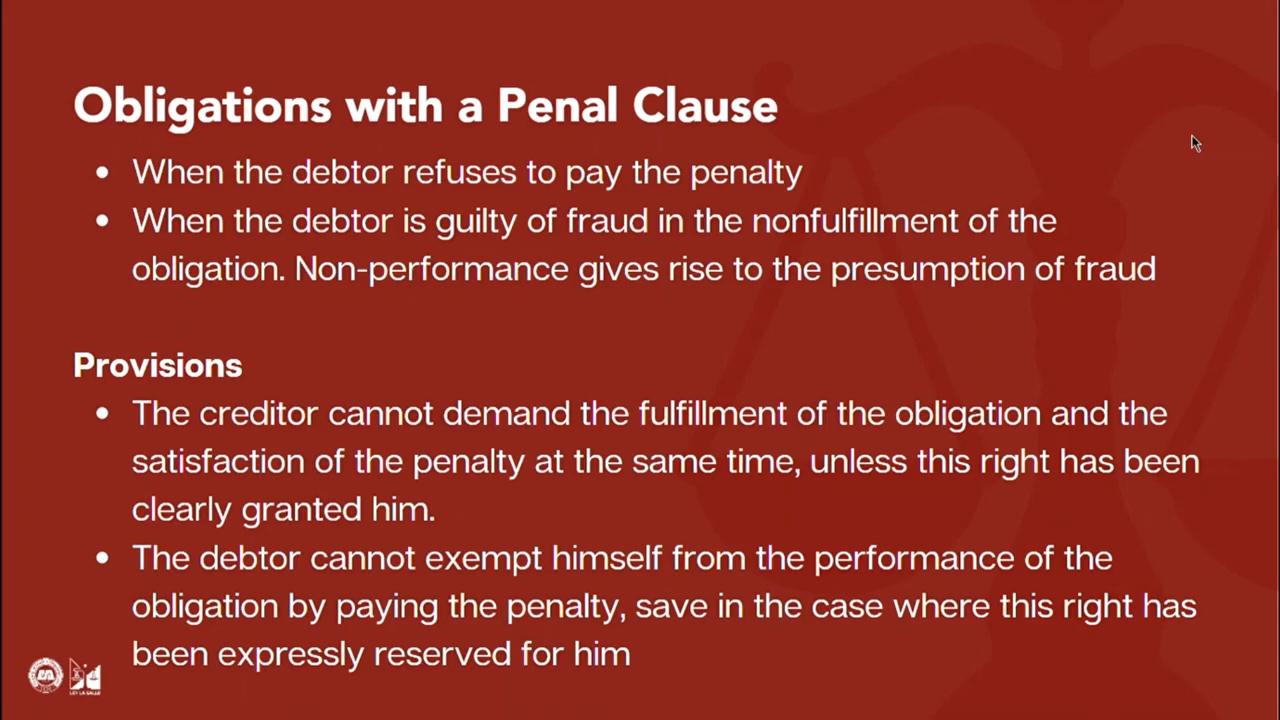 Obligations with a Penal Clause
• When the debtor refuses to pay the penalty
• When the debtor is guilty of fraud in the nonfulfillment of the
obligation. Non-performance gives rise to the presumption of fraud
Provisions
• The creditor cannot demand the fulfillment of the obligation and the
satisfaction of the penalty at the same time, unless this right has been
clearly granted him.
• The debtor cannot exempt himself from the performance of the
obligation by paying the penalty, save in the case where this right has
been expressly reserved for him